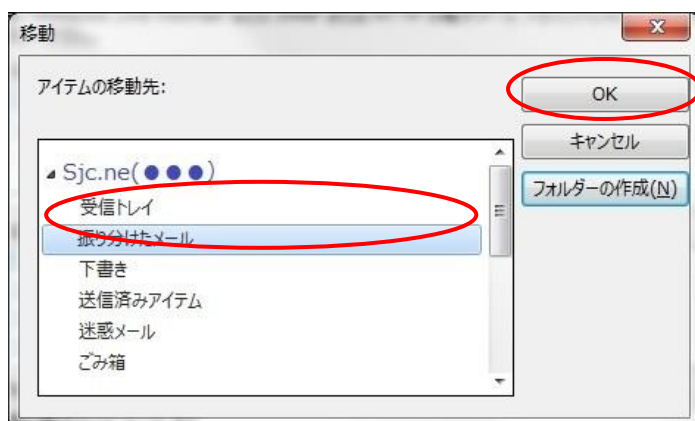 移動
アイテムの移動先:
OK
キャンセル
フォルダーの作成(N)
Sjc.ne(●●●)
受信トレイ
振り分けたメール
下書き
送信済みアイテム
迷惑メール
ごみ箱